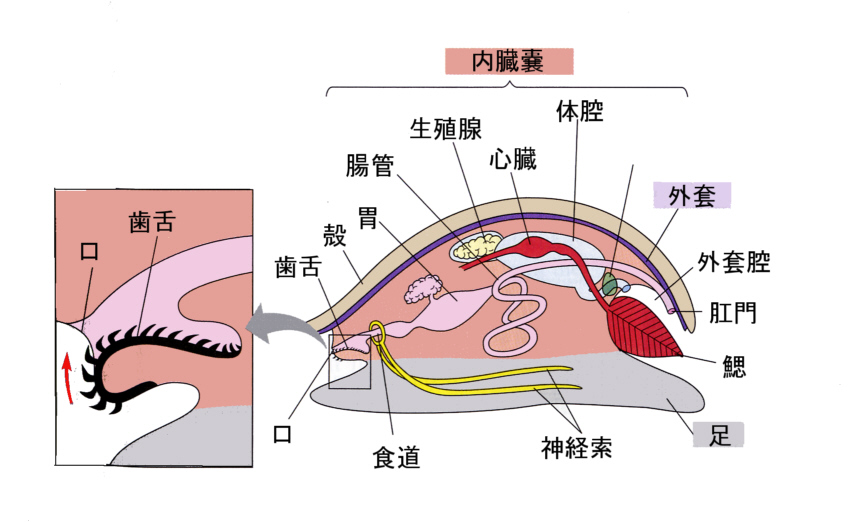 内臓嚢
体腔
生殖腺
心臓
腸管
外套
胃
殻
歯舌
外套腔
肛門
鰓
口
食道
神経索
足
歯舌
口